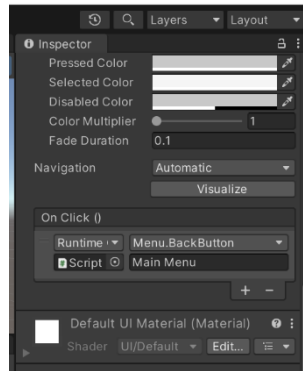 Layers Layout
Inspector
Pressed Color
Selected Color
Disabled Color
Color Multiplier 1
Fade Duration 0.1
Navigation Automatic
Visualize
On Click ()
Runtime Menu.BackButton
Script Main Menu
+ -
Default UI Material (Material)
Shader UI/Default Edit...